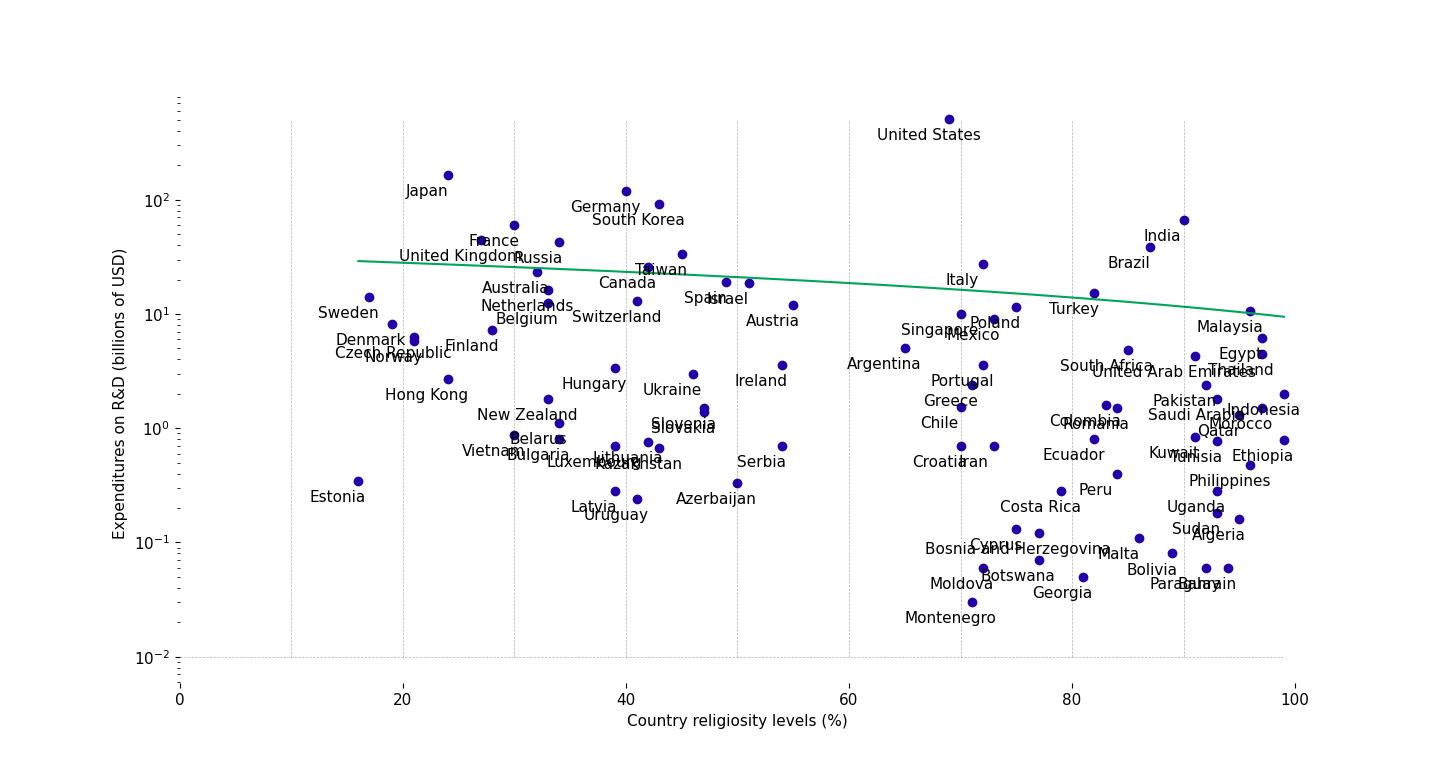 United States
Japan
Germany
South Korea
India
France
United Kingdom
Russia
Brazil
Taiwan
Italy
Canada
Australia
Spain
Israel
Netherlands
Turkey
Sweden
Switzerland
Belgium
Austria
Poland
Malaysia
Singapore
Mexico
Denmark
Finland
Czech Republic
Norway
Egypt
Argentina
South Africa
United Arab Emirates
Thailand
Hungary
Ireland
Portugal
Ukraine
Hong Kong
Greece
Pakistan
Indonesia
New Zealand
Saudi Arabia
Colombia
Romania
Chile
Slovenia
Slovakia
Morocco
Qatar
Belarus
Vietnam
Bulgaria
Kuwait
Ecuador
Tunisia
Ethiopia
Lithuania
Luxembourg
Kazakhstan
Serbia
Croatia
Iran
Philippines
Peru
Estonia
Azerbaijan
Latvia
Uruguay
Costa Rica
Uganda
Sudan
Algeria
Cyprus
Bosnia and Herzegovina
Malta
Bolivia
Botswana
Moldova
Paraguay
Bahrain
Georgia
Montenegro
10²
10¹
10⁰
10⁻¹
10⁻²
Expenditures on R&D (billions of USD)
0 20 40 60 80 100
Country religiosity levels (%)